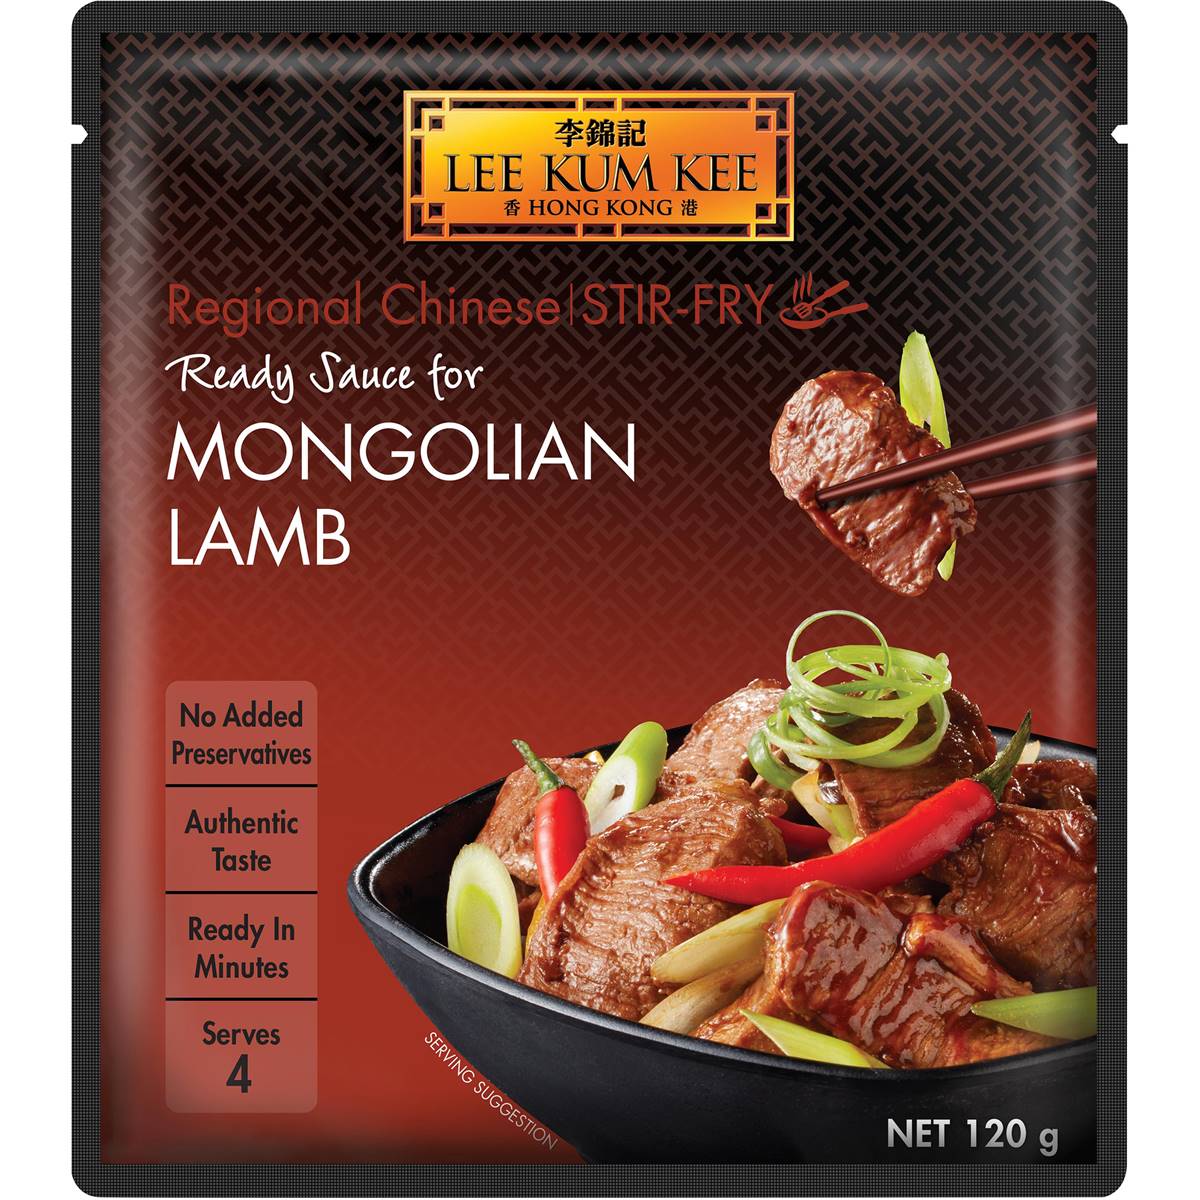 李錦記
LEE KUM KEE
香 HONG KONG 港
Regional Chinese|STIR-FRY
Ready Sauce for
MONGOLIAN
LAMB
No Added
Preservatives
Authentic
Taste
Ready In
Minutes
Serves
4
SERVING SUGGESTION
NET 120 g